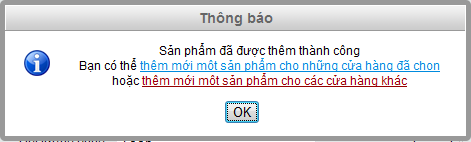 Thông báo
Sản phẩm đã được thêm thành công
Bạn có thể thêm mới một sản phẩm cho những cửa hàng đã chọn
hoặc thêm mới một sản phẩm cho các cửa hàng khác
OK